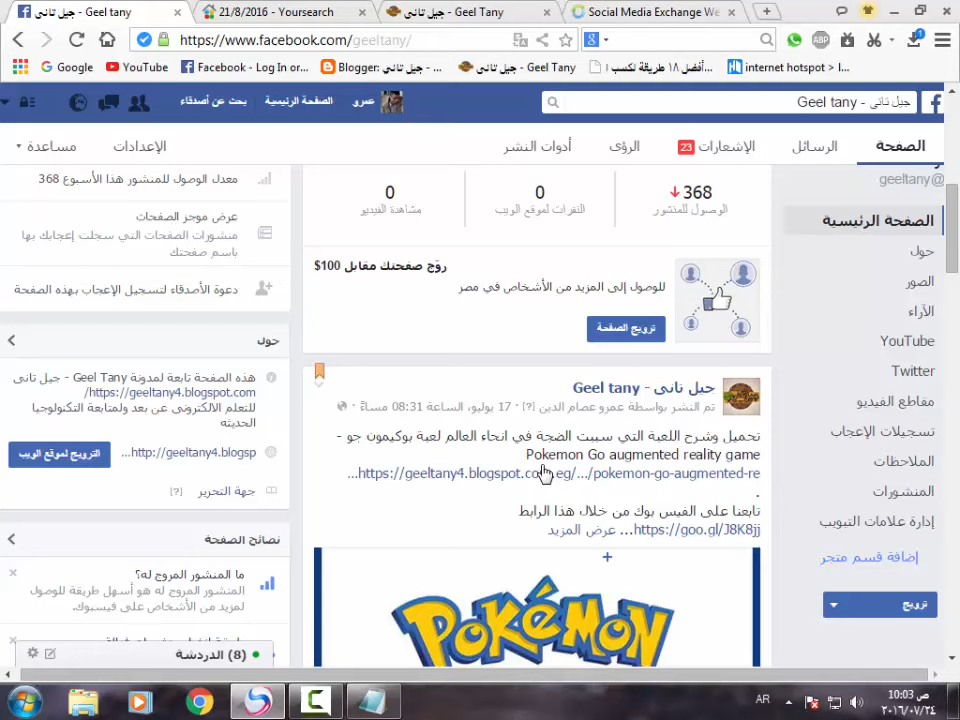 جيل تانى - Geel tany
21/8/2016 - Yoursearch
جيل تانى - Geel Tany
Social Media Exchange We
https://www.facebook.com/geeltany/
Google
YouTube
Facebook - Log In or...
Blogger: جيل تانى - ...
جيل تانى - Geel Tany
أفضل ١٨ طريقة لكسب ا...
internet hotspot > I...
جيل تانى - Geel tany
عمرو
الصفحة الرئيسية
بحث عن أصدقاء
الصفحة
الرسائل
الإشعارات 23
الرؤى
أدوات النشر
الإعدادات
مساعدة
geeltany@
الصفحة الرئيسية
حول
الصور
الآراء
YouTube
Twitter
مقاطع الفيديو
تسجيلات الإعجاب
الملاحظات
المنشورات
إدارة علامات التبويب
إضافة قسم متجر
ترويج
368
الوصول للمنشور
0
النقرات لموقع الويب
0
مشاهدة الفيديو
روّج صفحتك مقابل 100$
للوصول إلى المزيد من الأشخاص في مصر
ترويج الصفحة
جيل تانى - Geel tany
تم النشر بواسطة عمرو عصام الدين [?] 17 يوليو، الساعة 08:31 مساءً
تحميل وشرح اللعبة التي سببت الضجة في انحاء العالم لعبة بوكيمون جو -
Pokemon Go augmented reality game
.
تابعنا على الفيس بوك من خلال هذا الرابط
https://goo.gl/J8K8jj... عرض المزيد
POKéMON
معدل الوصول للمنشور هذا الأسبوع 368
عرض موجز الصفحات
منشورات الصفحات التي سجلت إعجابك بها
باسم صفحتك
دعوة الأصدقاء لتسجيل الإعجاب بهذه الصفحة
حول
هذه الصفحة تابعة لمدونة Geel Tany - جيل تانى
https://geeltany4.blogspot.com/
للتعلم الالكترونى عن بعد ولمتابعة التكنولوجيا
الحديثه
http://geeltany4.blogsp...
الترويج لموقع الويب
جهة التحرير [?]
نصائح الصفحة
ما المنشور المروج له؟
المنشور المروج له هو أسهل طريقة للوصول
لمزيد من الأشخاص على فيسبوك.
الدردشة (8)
AR
10:03 ص
٢٠١٦/٠٧/٢٤